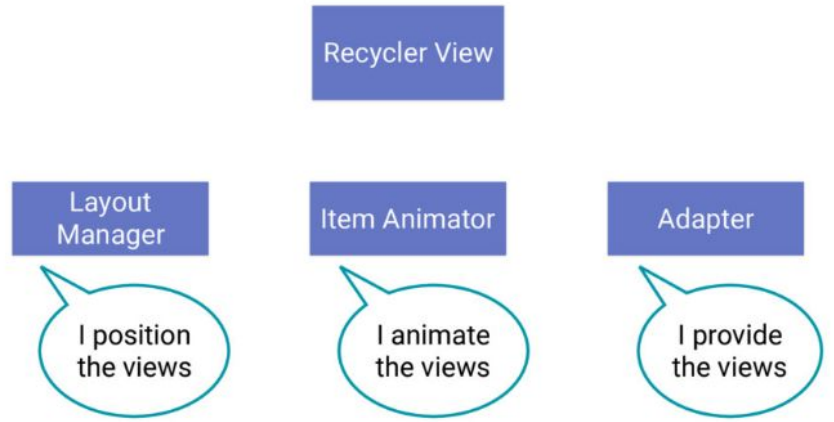 Recycler View
Layout
Manager
Item Animator
Adapter
I position
the views
I animate
the views
I provide
the views